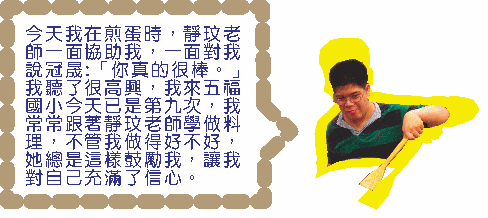 今天我在煎蛋時，靜玟老
師一面協助我，一面對我
說冠晟:「你真的很棒。」
我聽了很高興，我來五福
國小今天已是第九次，我
常常跟著靜玟老師學做料
理，不管我做得好不好，
她總是這樣鼓勵我，讓我
對自己充滿了信心。